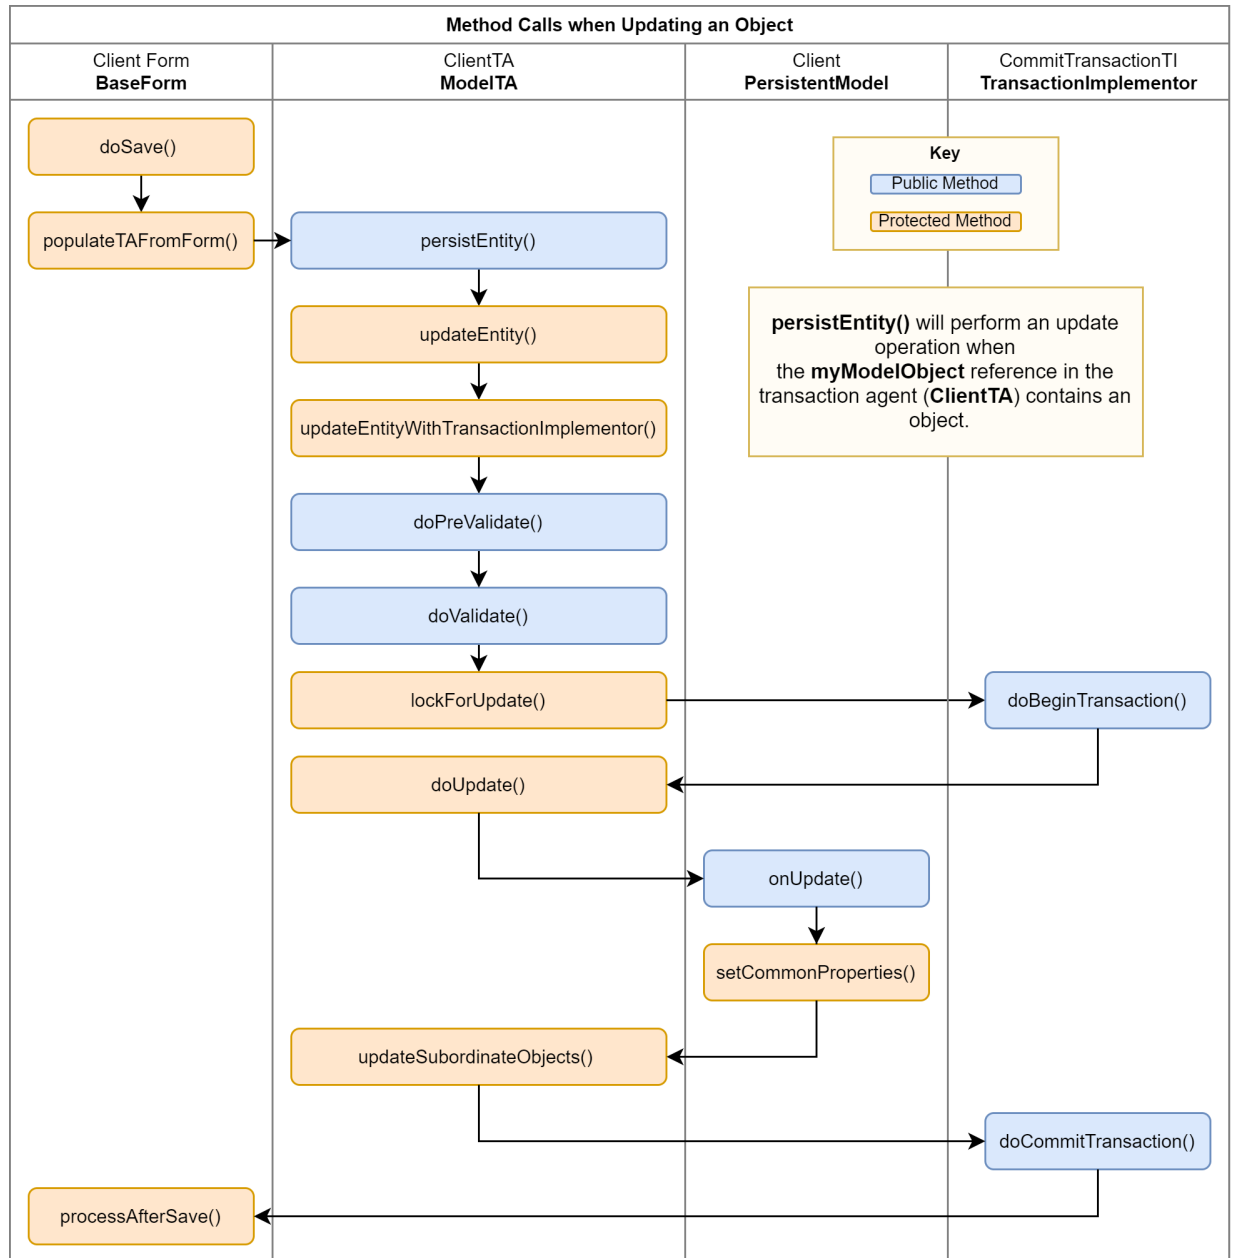 Method Calls when Updating an Object
Client Form
BaseForm
ClientTA
ModelTA
Client
PersistentModel
CommitTransactionTI
TransactionImplementor
doSave()
Key
Public Method
Protected Method
populateTAFromForm()
persistEntity()
persistEntity() will perform an update
operation when
the myModelObject reference in the
transaction agent (ClientTA) contains an
object.
updateEntity()
updateEntityWithTransactionImplementor()
doPreValidate()
doValidate()
lockForUpdate()
doBeginTransaction()
doUpdate()
onUpdate()
setCommonProperties()
updateSubordinateObjects()
doCommitTransaction()
processAfterSave()